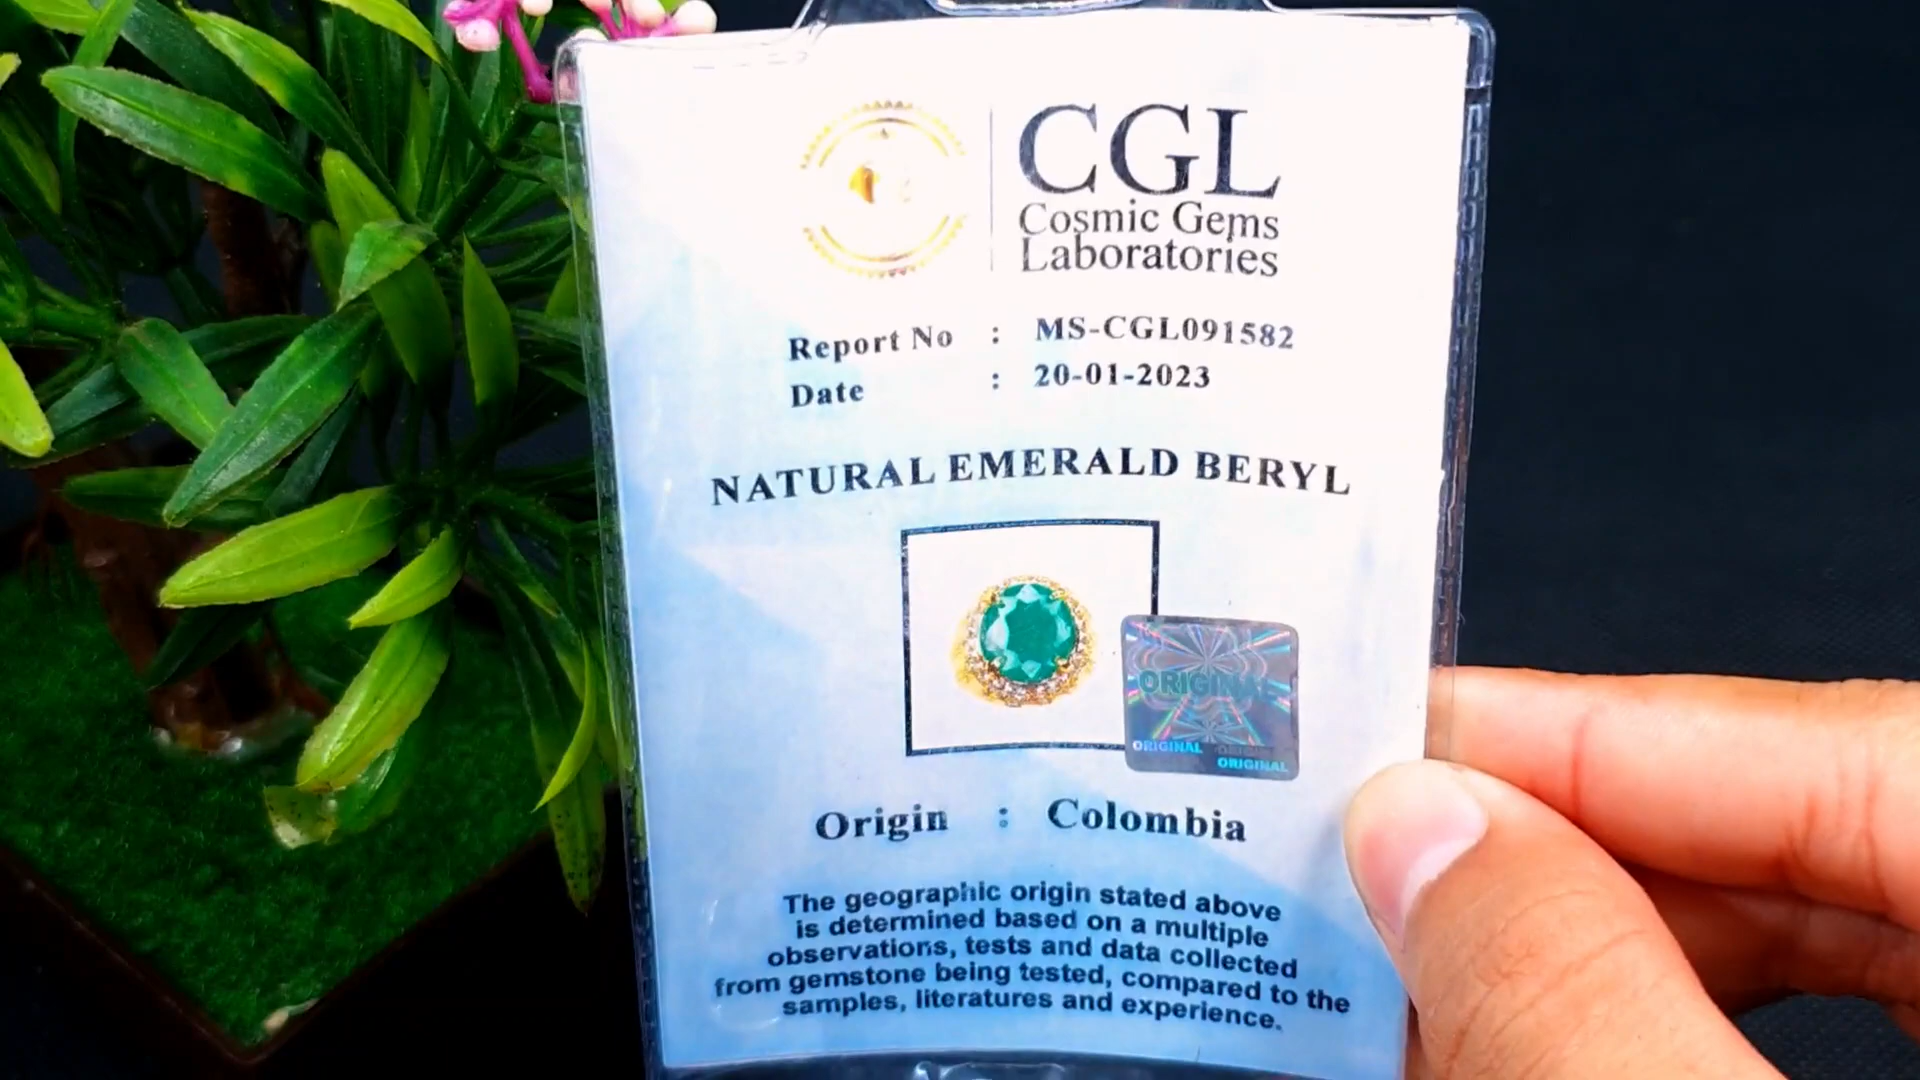 CGL
Cosmic Gems
Laboratories
Report No : MS-CGL091582
Date : 20-01-2023
NATURAL EMERALD BERYL
ORIGINAL
ORIGINAL ORIGINAL
ORIGINAL
Origin : Colombia
The geographic origin stated above
is determined based on a multiple
observations, tests and data collected
from gemstone being tested, compared to the
samples, literatures and experience.